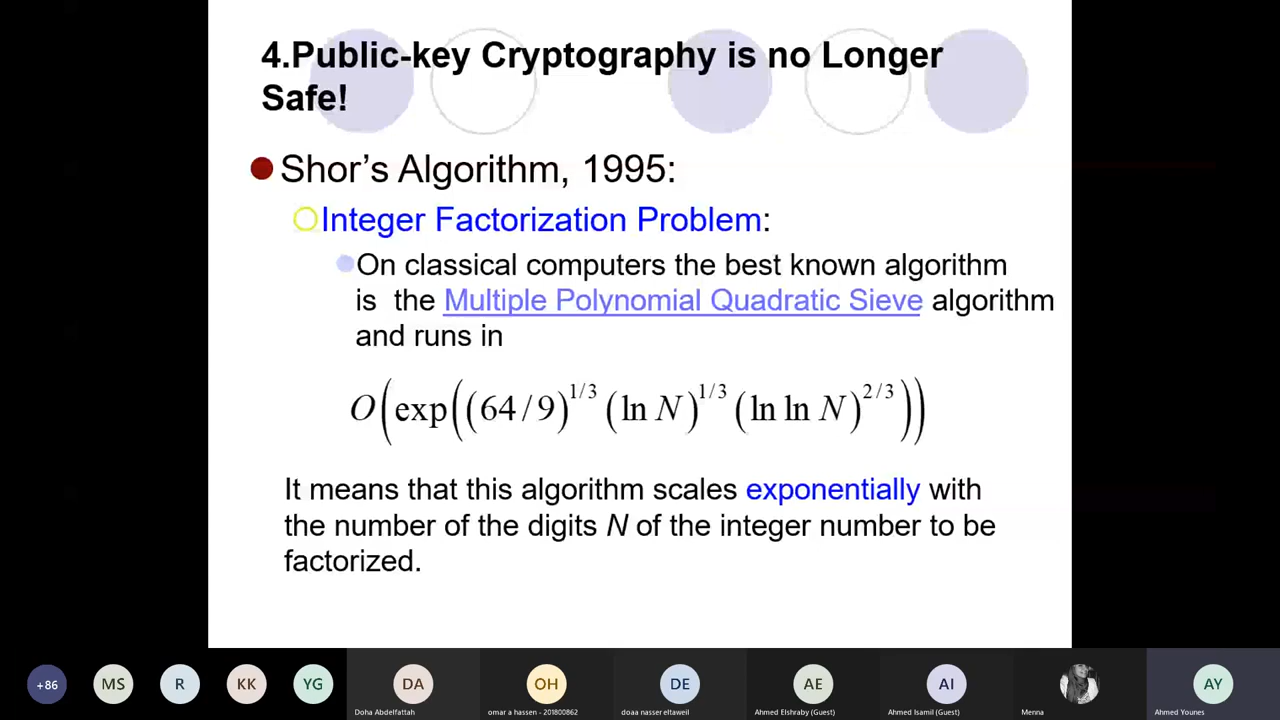 4.Public-key Cryptography is no Longer
Safe!
Shor's Algorithm, 1995:
Integer Factorization Problem:
On classical computers the best known algorithm
is the Multiple Polynomial Quadratic Sieve algorithm
and runs in
O(exp((64/9)^{1/3} (ln N)^{1/3} (ln ln N)^{2/3}))
It means that this algorithm scales exponentially with
the number of the digits N of the integer number to be
factorized.
+86 MS R KK YG DA OH DE AE AI AY
Doha Abdelfattah omar a hassen - 201800862 doaa nasser eltaweil Ahmed Elshraby (Guest) Ahmed Isamil (Guest) Menna Ahmed Younes